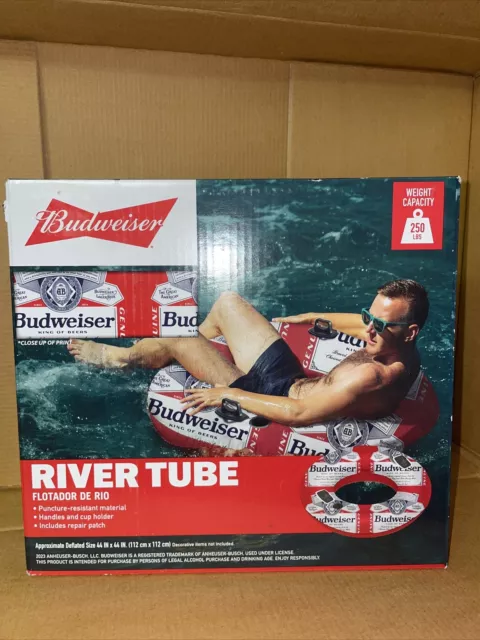 Budweiser
WEIGHT
CAPACITY
250
LBS
Budweiser
KING OF BEERS
GENUINE
Bud
*CLOSE UP OF PRIN
Budweiser
KING OF BEERS
Budweiser
Budweiser
Budweiser
Budweiser
RIVER TUBE
FLOTADOR DE RIO
• Puncture-resistant material
• Handles and cup holder
• Includes repair patch
Approximate Deflated Size 44 IN x 44 IN. (112 cm x 112 cm) Decorative items not included.
2023 ANHEUSER-BUSCH, LLC. BUDWEISER IS A REGISTERED TRADEMARK OF ANHEUSER-BUSCH. USED UNDER LICENSE.
THIS PRODUCT IS INTENDED FOR PURCHASE BY PERSONS OF LEGAL ALCOHOL PURCHASE AND DRINKING AGE. ENJOY RESPONSIBLY.